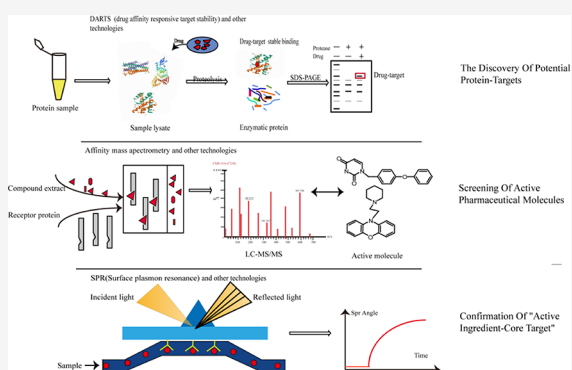 DARTS (drug affinity responsive target stability) and other
technologies
Drug
Drug-target stable binding
Protease — + +
Drug — +
Proteolysis
SDS-PAGE
Drug-target
The Discovery Of Potential
Protein-Targets
Protein sample
Sample lysate
Enzymatic protein
Affinity mass spectrometry and other technologies
Compound extract
Receptor protein
Screening Of Active
Pharmaceutical Molecules
O
NH
N
O
O
N
N
N
O
LC-MS/MS
Active molecule
SPR(Surface plasmon resonance) and other technologies
Incident light
Reflected light
Spr Angle
Confirmation Of "Active
Ingredient-Core Target"
Time
Sample